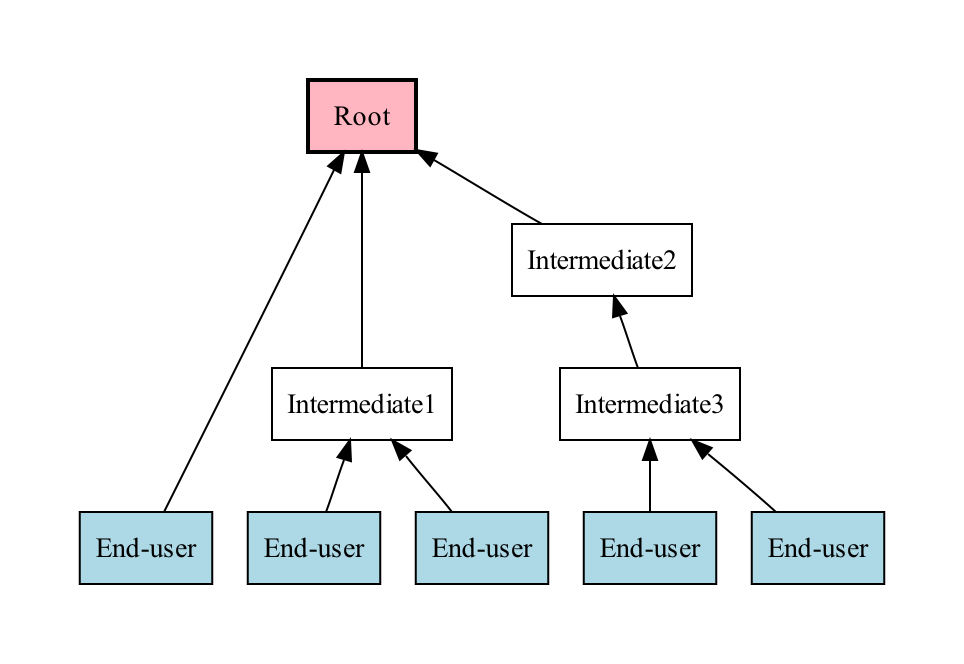 Root
Intermediate2
Intermediate1
Intermediate3
End-user
End-user
End-user
End-user
End-user